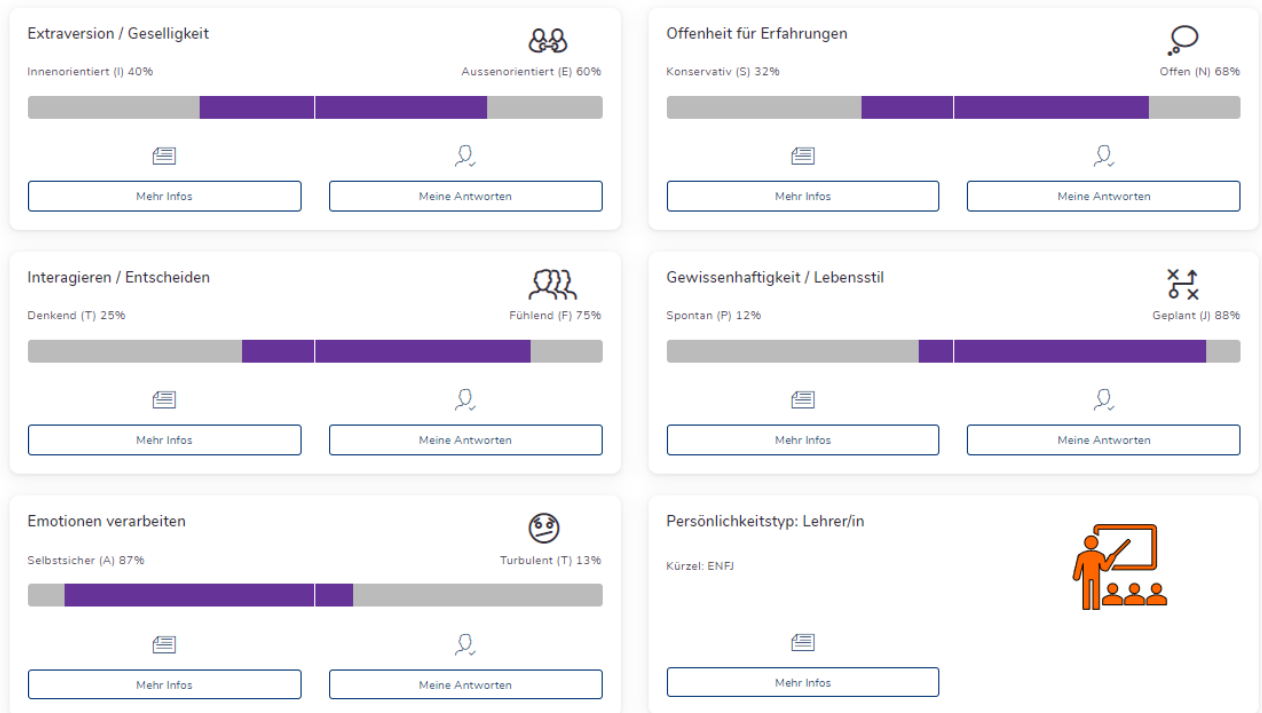 Extraversion / Geselligkeit
Innenorientiert (I) 40%
Aussenorientiert (E) 60%
Mehr Infos
Meine Antworten
Offenheit für Erfahrungen
Konservativ (S) 32%
Offen (N) 68%
Mehr Infos
Meine Antworten
Interagieren / Entscheiden
Denkend (T) 25%
Fühlend (F) 75%
Mehr Infos
Meine Antworten
Gewissenhaftigkeit / Lebensstil
Spontan (P) 12%
Geplant (J) 88%
Mehr Infos
Meine Antworten
Emotionen verarbeiten
Selbstsicher (A) 87%
Turbulent (T) 13%
Mehr Infos
Meine Antworten
Persönlichkeitstyp: Lehrer/in
Kürzel: ENFJ
Mehr Infos